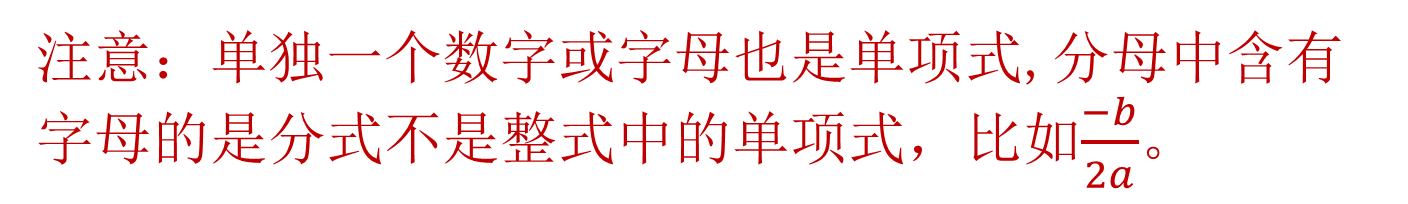 注意：单独一个数字或字母也是单项式,分母中含有
字母的是分式不是整式中的单项式，比如$\frac{-b}{2a}$。